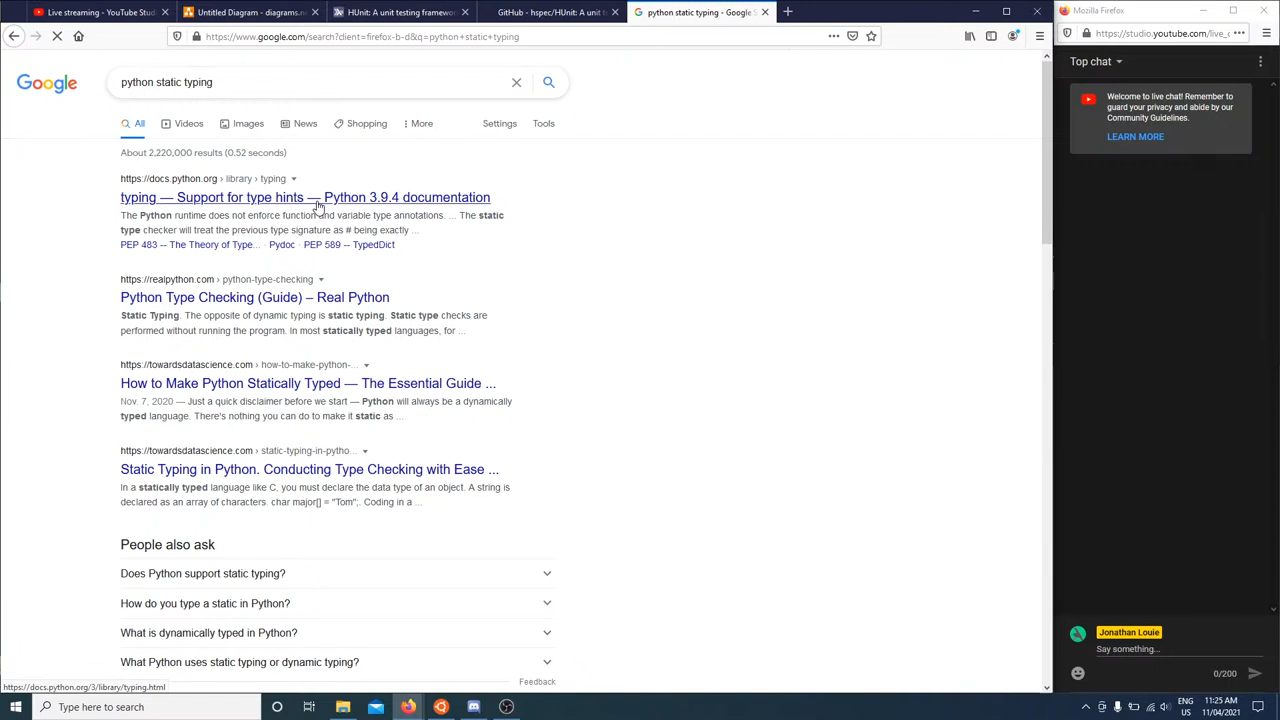 Live streaming - YouTube Stud
Untitled Diagram - diagrams.ne
HUnit: A unit testing framewor
GitHub - hspec/HUnit: A unit t
python static typing - Google S
Mozilla Firefox
https://www.google.com/search?client=firefox-b-d&q=python+static+typing
https://studio.youtube.com/live_c
Google
python static typing
All
Videos
Images
News
Shopping
More
Settings
Tools
About 2,220,000 results (0.52 seconds)
https://docs.python.org › library › typing
typing — Support for type hints — Python 3.9.4 documentation
The Python runtime does not enforce function and variable type annotations. ... The static
type checker will treat the previous type signature as # being exactly ...
PEP 483 -- The Theory of Type... · Pydoc · PEP 589 -- TypedDict
https://realpython.com › python-type-checking
Python Type Checking (Guide) – Real Python
Static Typing. The opposite of dynamic typing is static typing. Static type checks are
performed without running the program. In most statically typed languages, for ...
https://towardsdatascience.com › how-to-make-python-...
How to Make Python Statically Typed — The Essential Guide ...
Nov. 7, 2020 — Just a quick disclaimer before we start — Python will always be a dynamically
typed language. There's nothing you can do to make it static as ...
https://towardsdatascience.com › static-typing-in-pytho...
Static Typing in Python. Conducting Type Checking with Ease ...
In a statically typed language like C, you must declare the data type of an object. A string is
declared as an array of characters. char major[] = "Tom";. Coding in a ...
People also ask
Does Python support static typing?
How do you type a static in Python?
What is dynamically typed in Python?
What Python uses static typing or dynamic typing?
Feedback
https://docs.python.org/3/library/typing.html
Top chat
Welcome to live chat! Remember to
guard your privacy and abide by our
Community Guidelines.
LEARN MORE
Jonathan Louie
Say something...
0/200
Type here to search
ENG
US
11:25 AM
11/04/2021